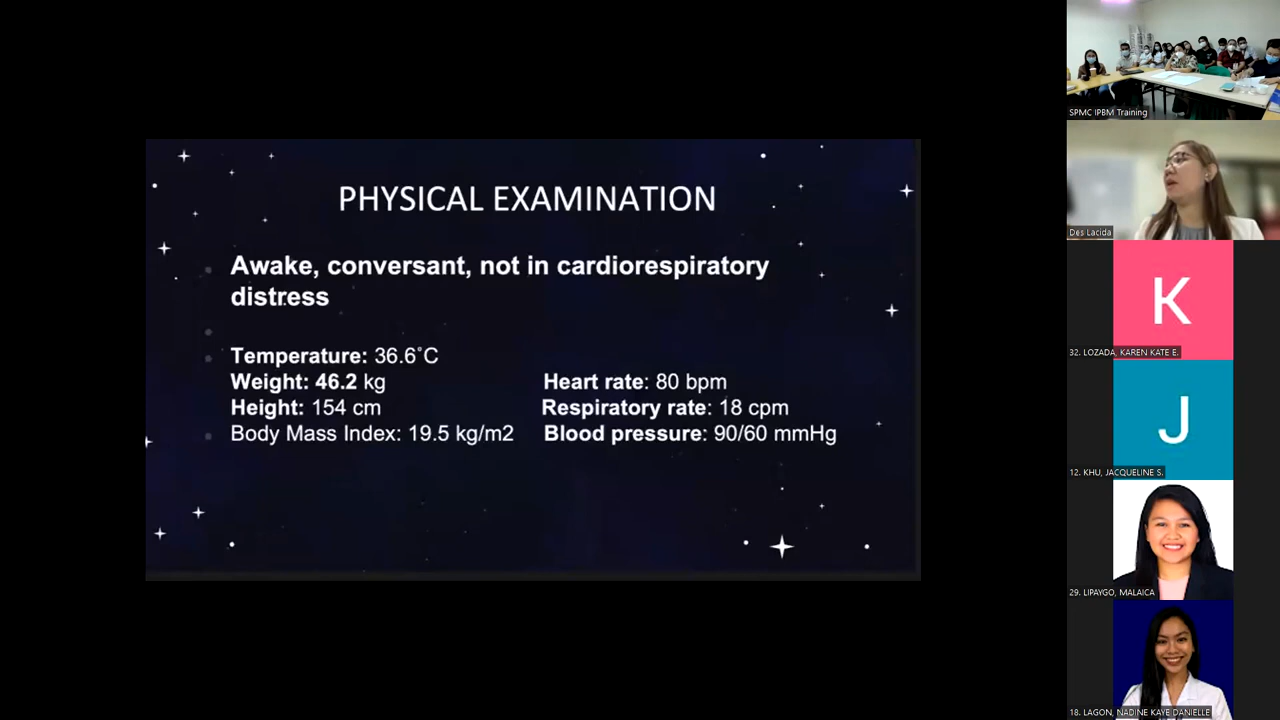 PHYSICAL EXAMINATION
Awake, conversant, not in cardiorespiratory
distress
Temperature: 36.6°C
Weight: 46.2 kg
Heart rate: 80 bpm
Height: 154 cm
Respiratory rate: 18 cpm
Body Mass Index: 19.5 kg/m2
Blood pressure: 90/60 mmHg
SPMC IPBM Training
Des Lacida
K
32. LOZADA, KAREN KATE E.
J
12. KHU, JACQUELINE S.
29. LIPAYGO, MALAICA
18. LAGON, NADINE KAYE DANIELLE